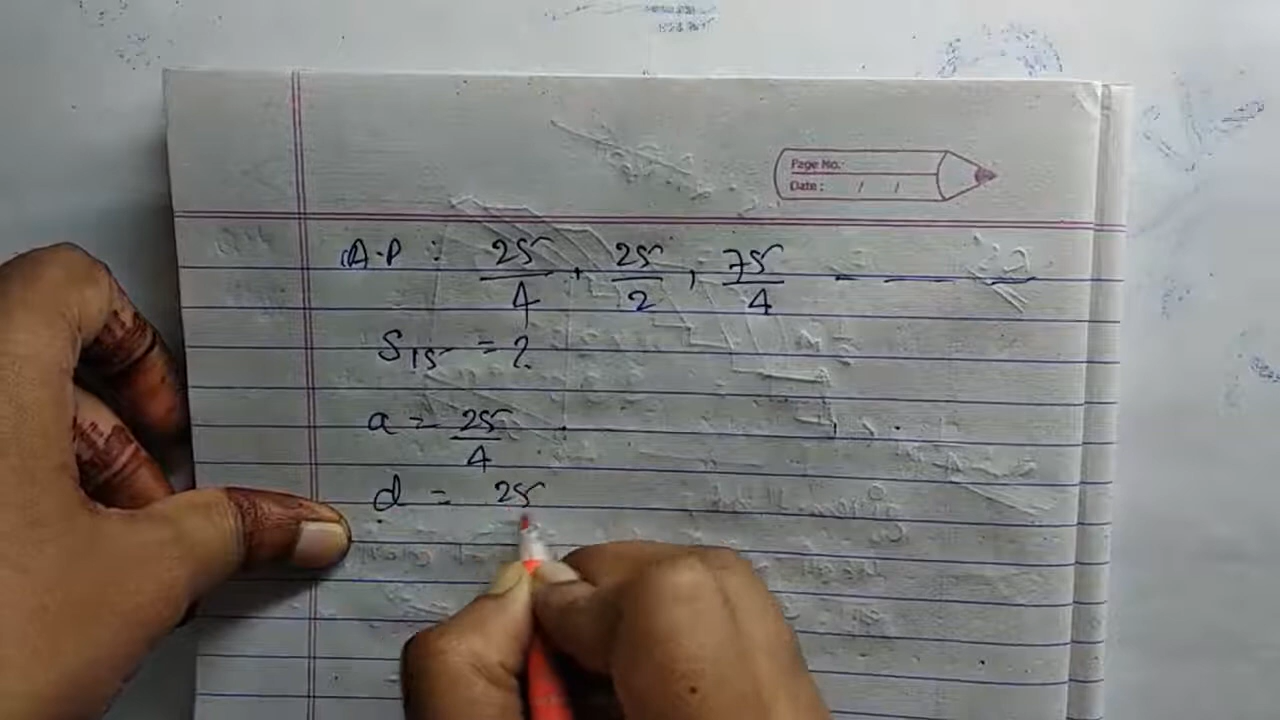 Page No.
Date : / /
A.P : 25/4, 25/2, 75/4 - - -
S15 = ?
a = 25/4
d = 25